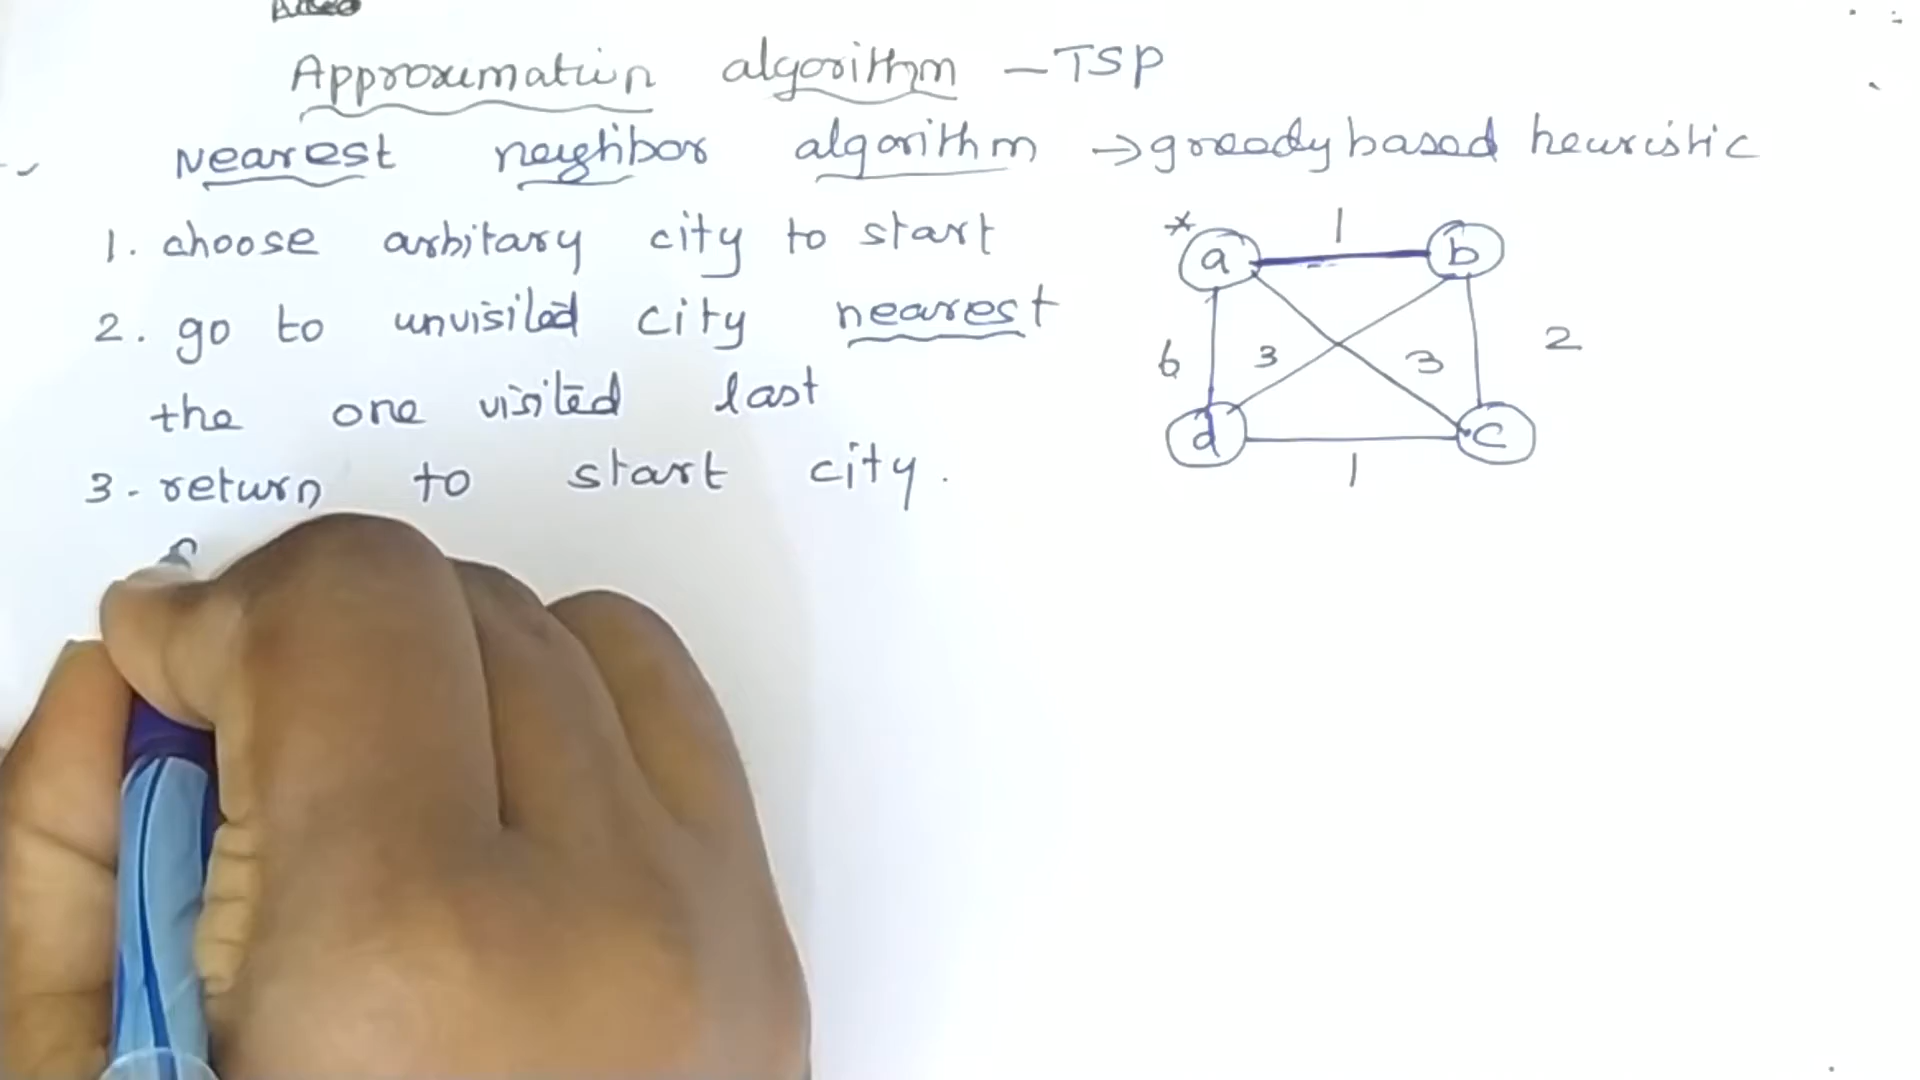 Approximation algorithm - TSP
Nearest neighbor algorithm → greedy based heuristic
1. choose arbitary city to start
2. go to unvisited city nearest
the one visited last
3. return to start city.
* a 1 b
6 3 3 2
d 1 c